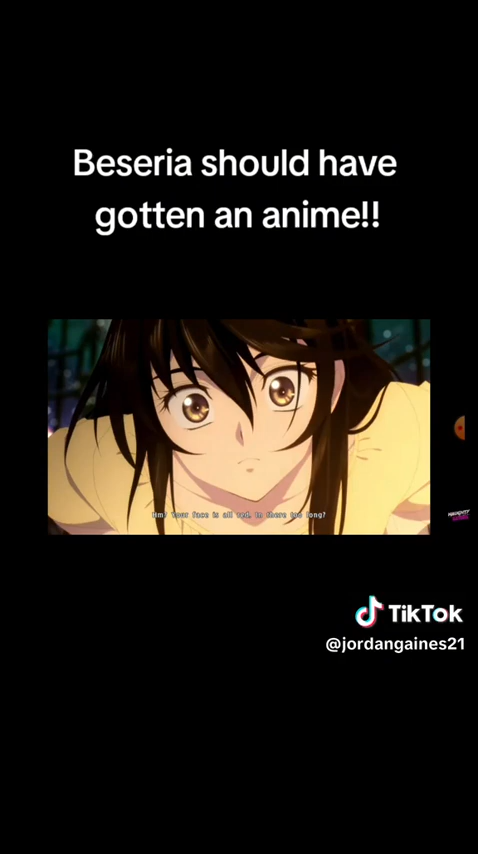 Beseria should have
gotten an anime!!
Hm? Your face is all red. In there too long?
TikTok
@jordangaines21